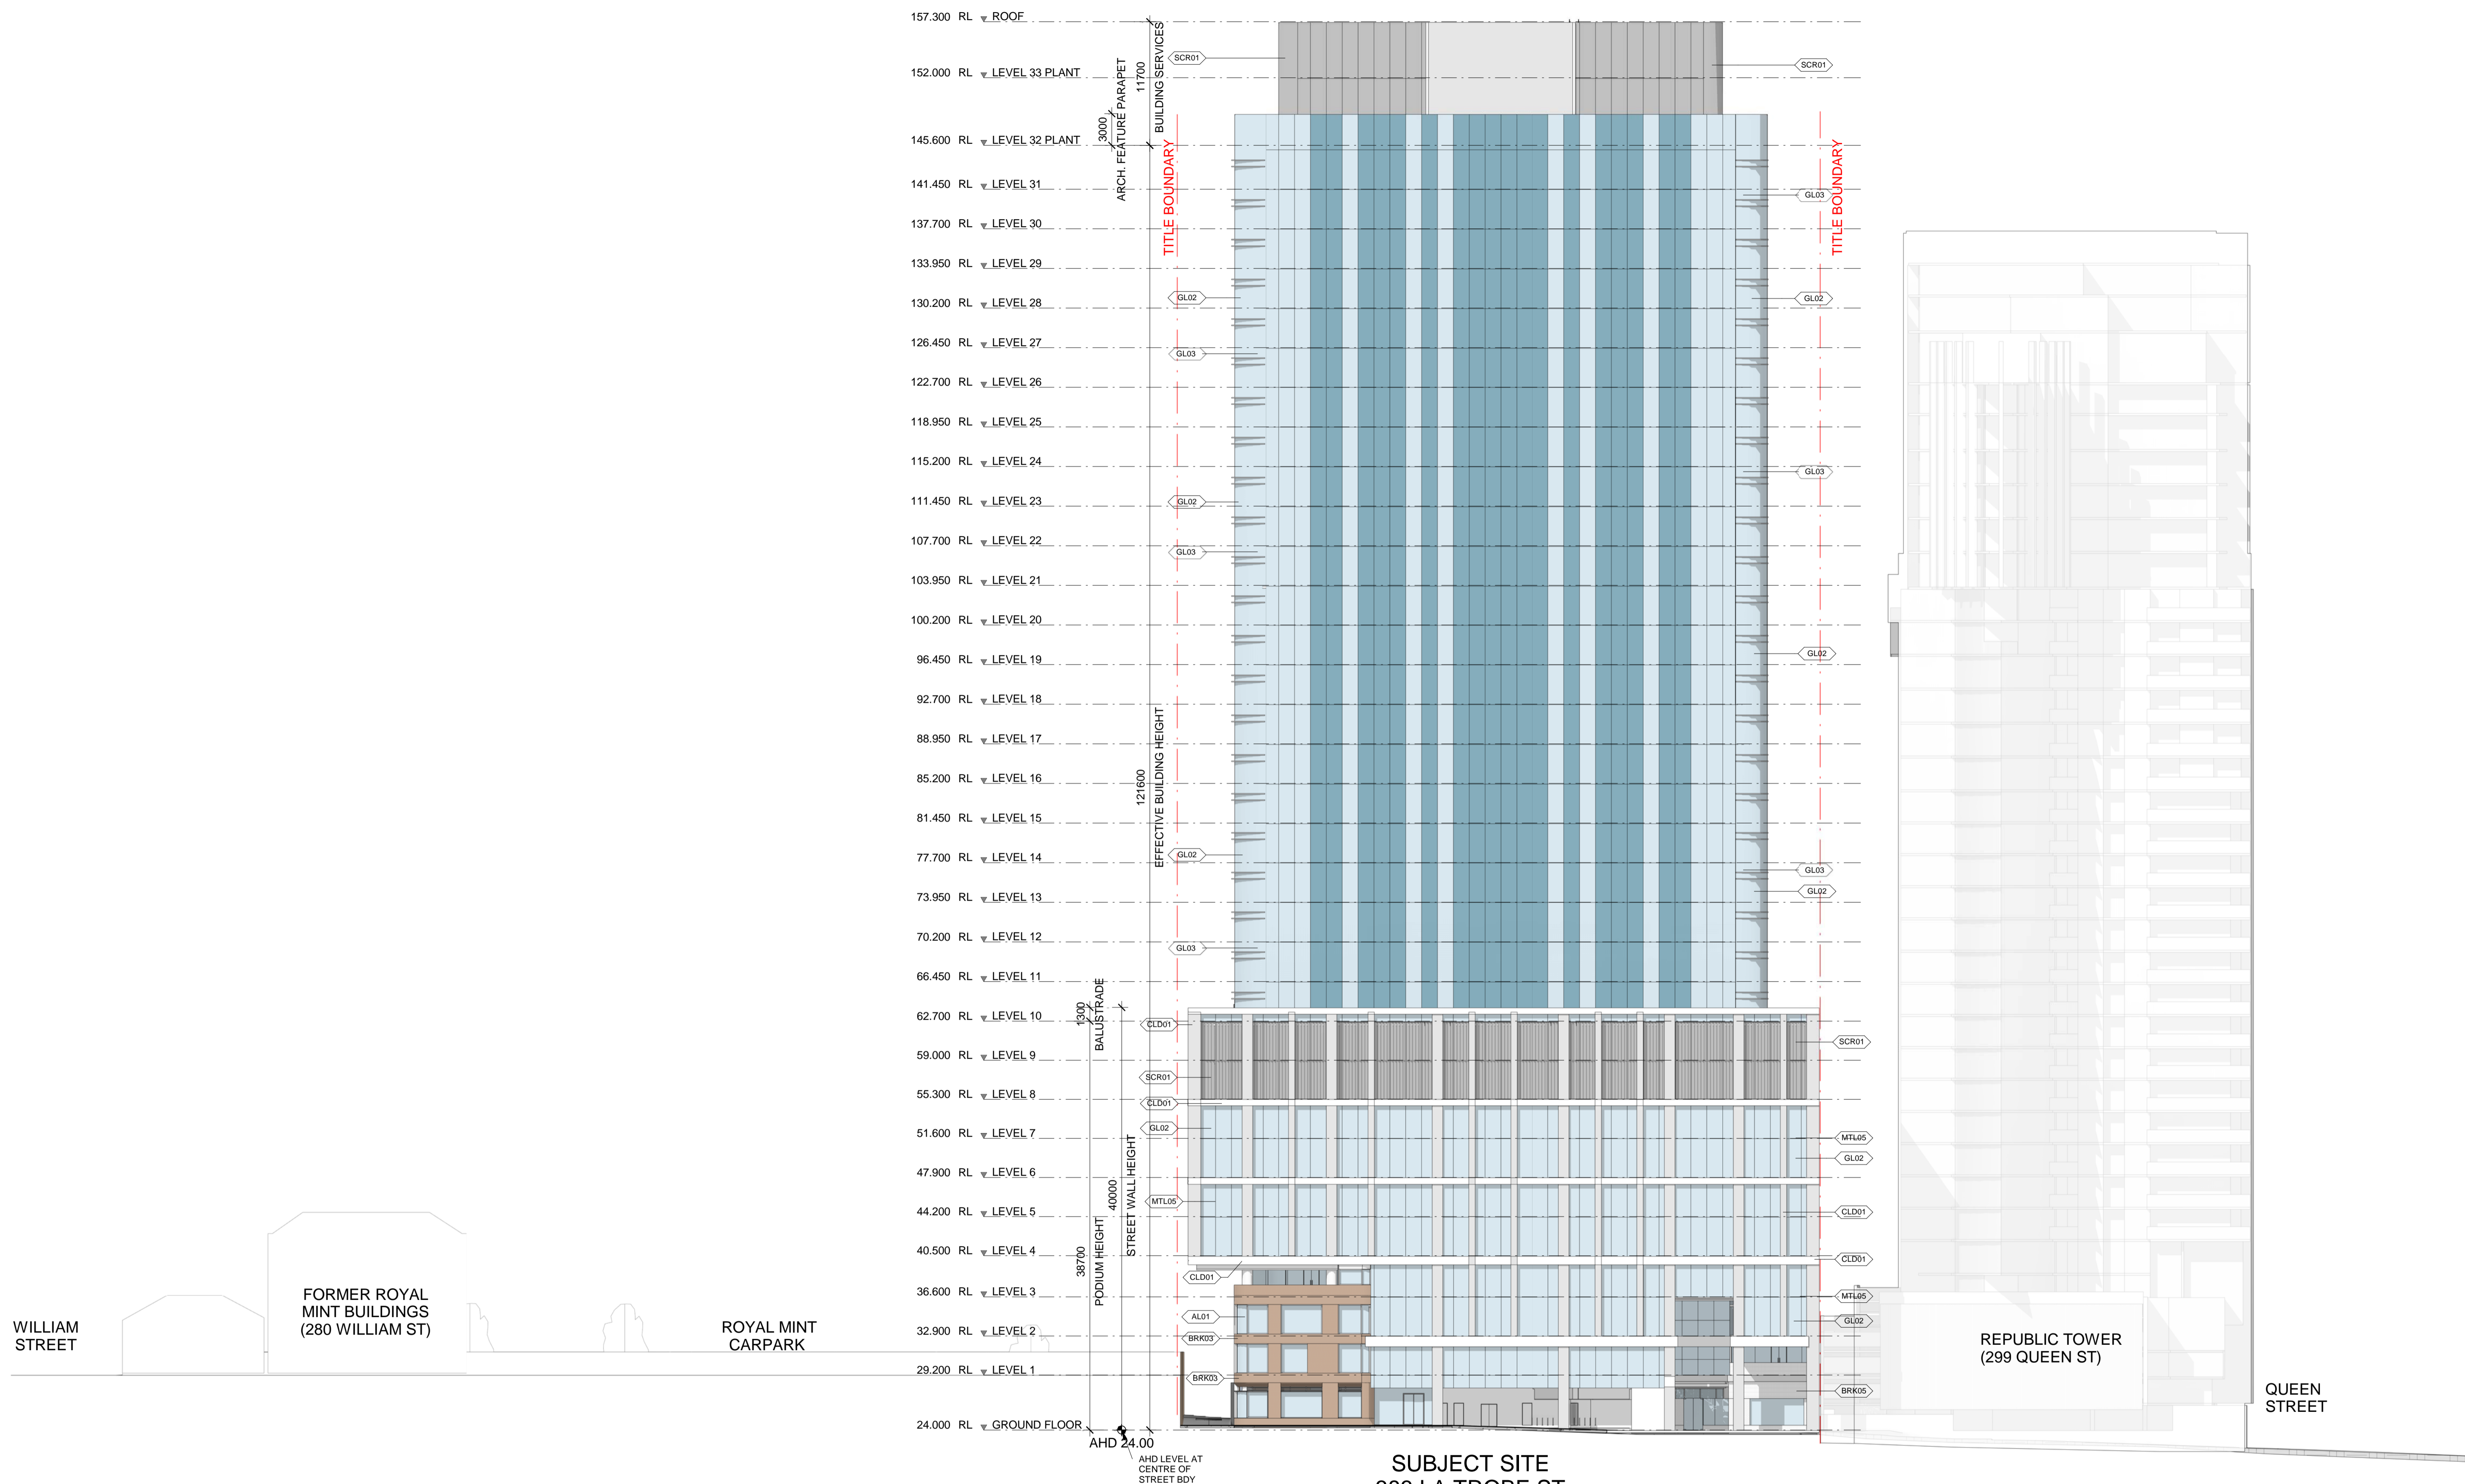 157.300 RL ROOF
152.000 RL LEVEL 33 PLANT
145.600 RL LEVEL 32 PLANT
141.450 RL LEVEL 31
137.700 RL LEVEL 30
133.950 RL LEVEL 29
130.200 RL LEVEL 28
126.450 RL LEVEL 27
122.700 RL LEVEL 26
118.950 RL LEVEL 25
115.200 RL LEVEL 24
111.450 RL LEVEL 23
107.700 RL LEVEL 22
103.950 RL LEVEL 21
100.200 RL LEVEL 20
96.450 RL LEVEL 19
92.700 RL LEVEL 18
88.950 RL LEVEL 17
85.200 RL LEVEL 16
81.450 RL LEVEL 15
77.700 RL LEVEL 14
73.950 RL LEVEL 13
70.200 RL LEVEL 12
66.450 RL LEVEL 11
62.700 RL LEVEL 10
59.000 RL LEVEL 9
55.300 RL LEVEL 8
51.600 RL LEVEL 7
47.900 RL LEVEL 6
44.200 RL LEVEL 5
40.500 RL LEVEL 4
36.600 RL LEVEL 3
32.900 RL LEVEL 2
29.200 RL LEVEL 1
24.000 RL GROUND FLOOR
3000
ARCH. FEATURE PARAPET
11700
BUILDING SERVICES
121600
EFFECTIVE BUILDING HEIGHT
1300
BALUSTRADE
38700
PODIUM HEIGHT
40000
STREET WALL HEIGHT
TITLE BOUNDARY
TITLE BOUNDARY
SCR01
GL02
GL03
GL02
GL03
GL02
GL03
CLD01
SCR01
CLD01
GL02
MTL05
CLD01
AL01
BRK03
BRK03
SCR01
GL03
GL02
GL03
GL02
GL03
GL02
SCR01
MTL05
GL02
CLD01
CLD01
MTL05
GL02
BRK05
WILLIAM
STREET
FORMER ROYAL
MINT BUILDINGS
(280 WILLIAM ST)
ROYAL MINT
CARPARK
REPUBLIC TOWER
(299 QUEEN ST)
QUEEN
STREET
AHD 24.00
AHD LEVEL AT
CENTRE OF
STREET BDY
SUBJECT SITE
LA TROBE ST